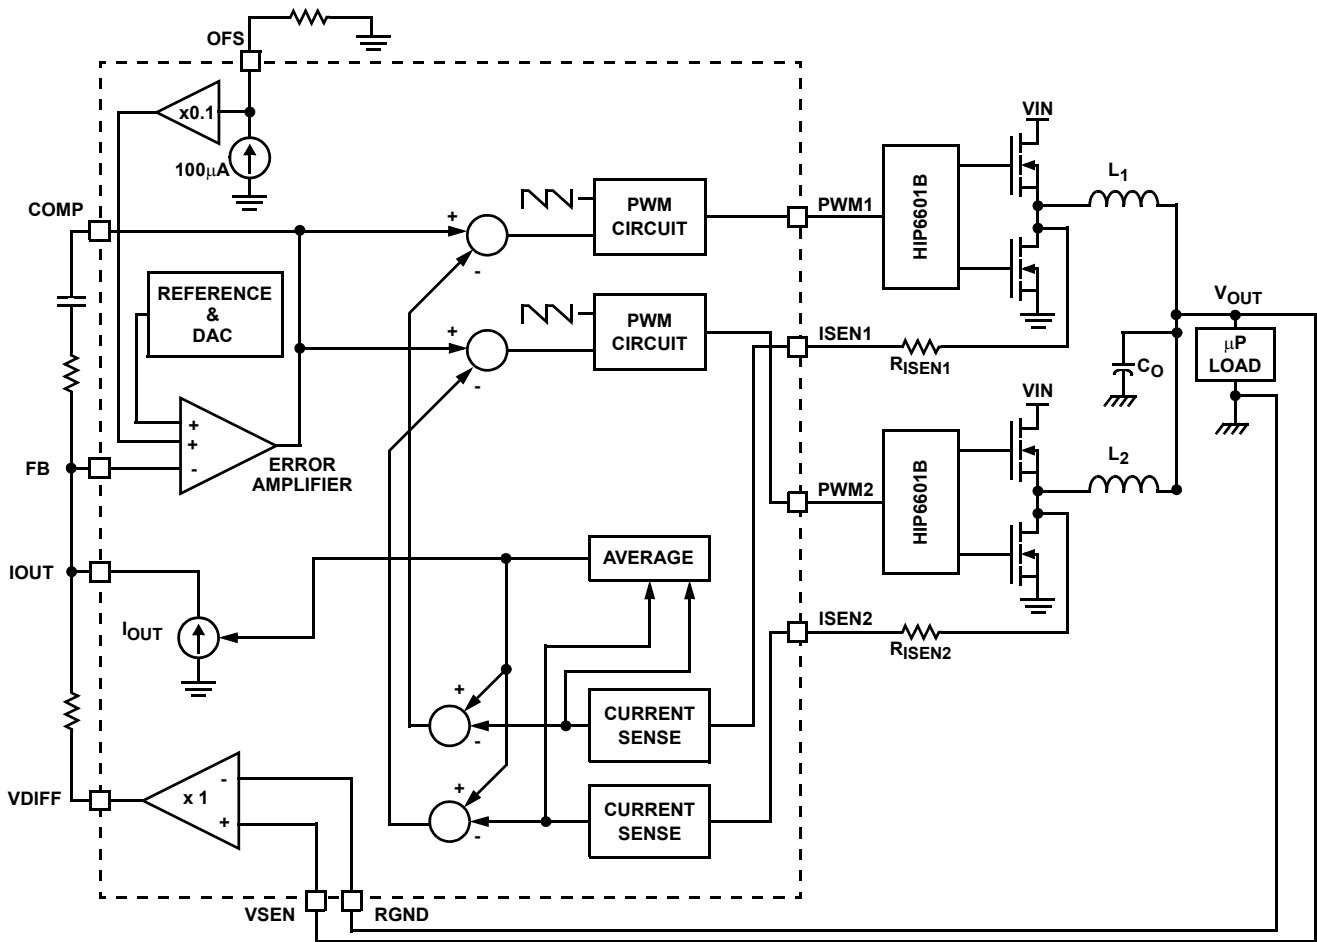 OFS
x0.1
100µA
COMP
REFERENCE
&
DAC
+
+
-
ERROR
AMPLIFIER
FB
IOUT
IOUT
VDIFF
x 1
-
+
VSEN
RGND
+
-
+
-
PWM
CIRCUIT
PWM
CIRCUIT
AVERAGE
+
-
CURRENT
SENSE
+
-
CURRENT
SENSE
PWM1
ISEN1
RISEN1
PWM2
ISEN2
RISEN2
HIP6601B
HIP6601B
VIN
L1
VIN
L2
VOUT
CO
µP
LOAD